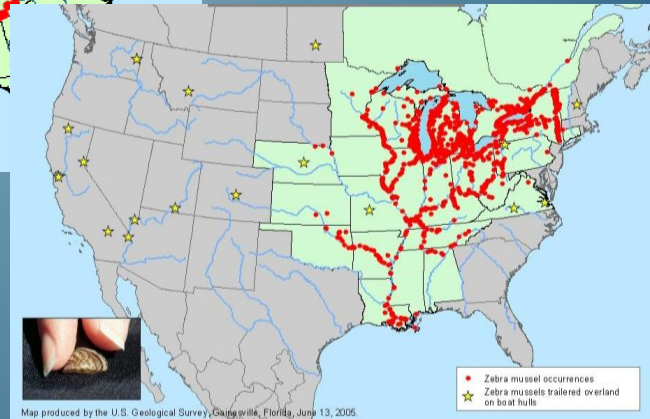 Zebra mussel occurrences
Zebra mussels trailered overland
on boat hulls
Map produced by the U.S. Geological Survey, Gainesville, Florida, June 13, 2005.